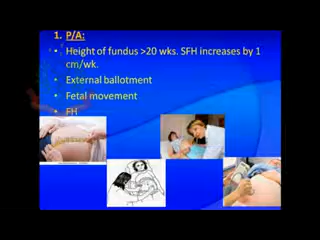 1. P/A:
• Height of fundus >20 wks. SFH increases by 1
cm/wk.
• External ballotment
• Fetal movement
• FH